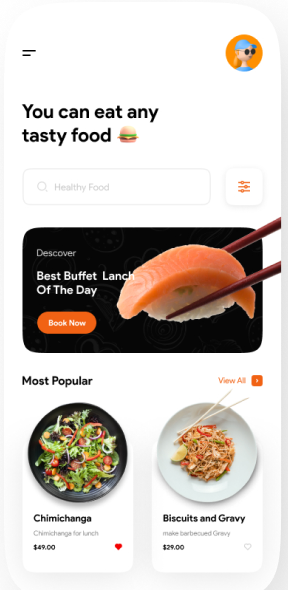 You can eat any
tasty food
Healthy Food
Descover
Best Buffet Lanch
Of The Day
Book Now
Most Popular
View All
Chimichanga
Chimichanga for lunch
$49.00
Biscuits and Gravy
make barbecued Gravy
$29.00